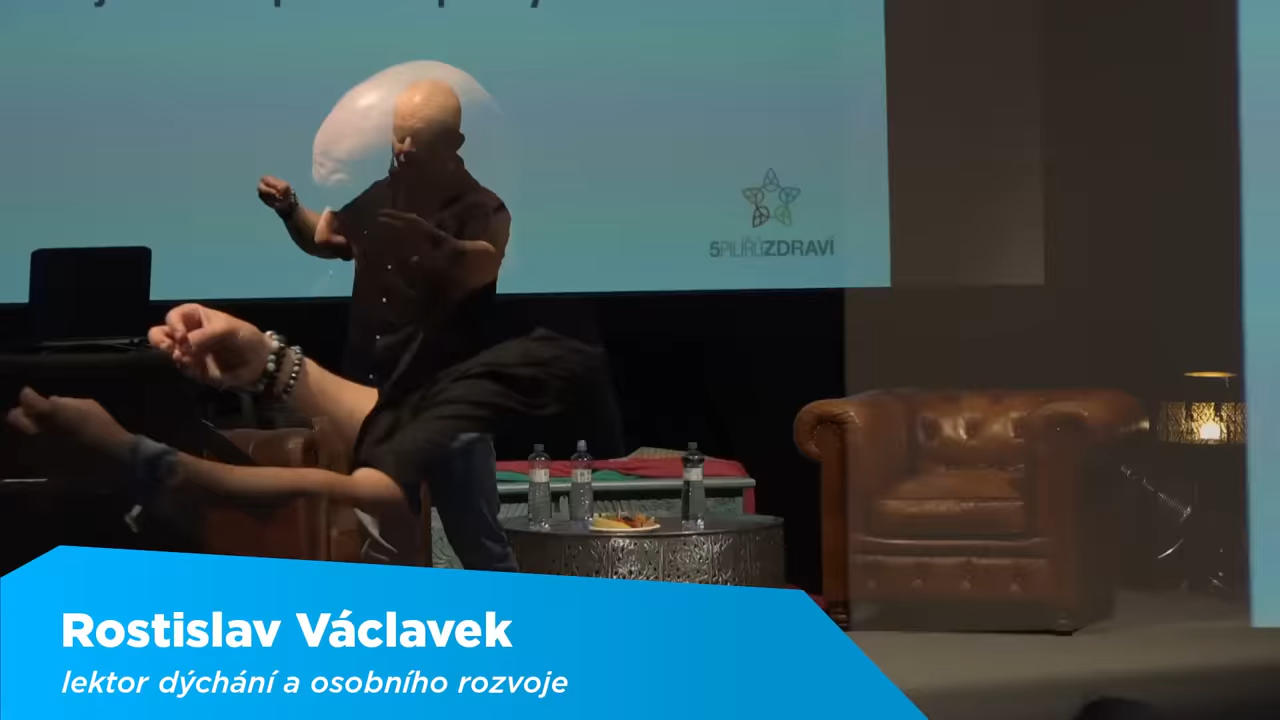 5PILÍŘŮZDRAVÍ
Rostislav Václavek
lektor dýchání a osobního rozvoje